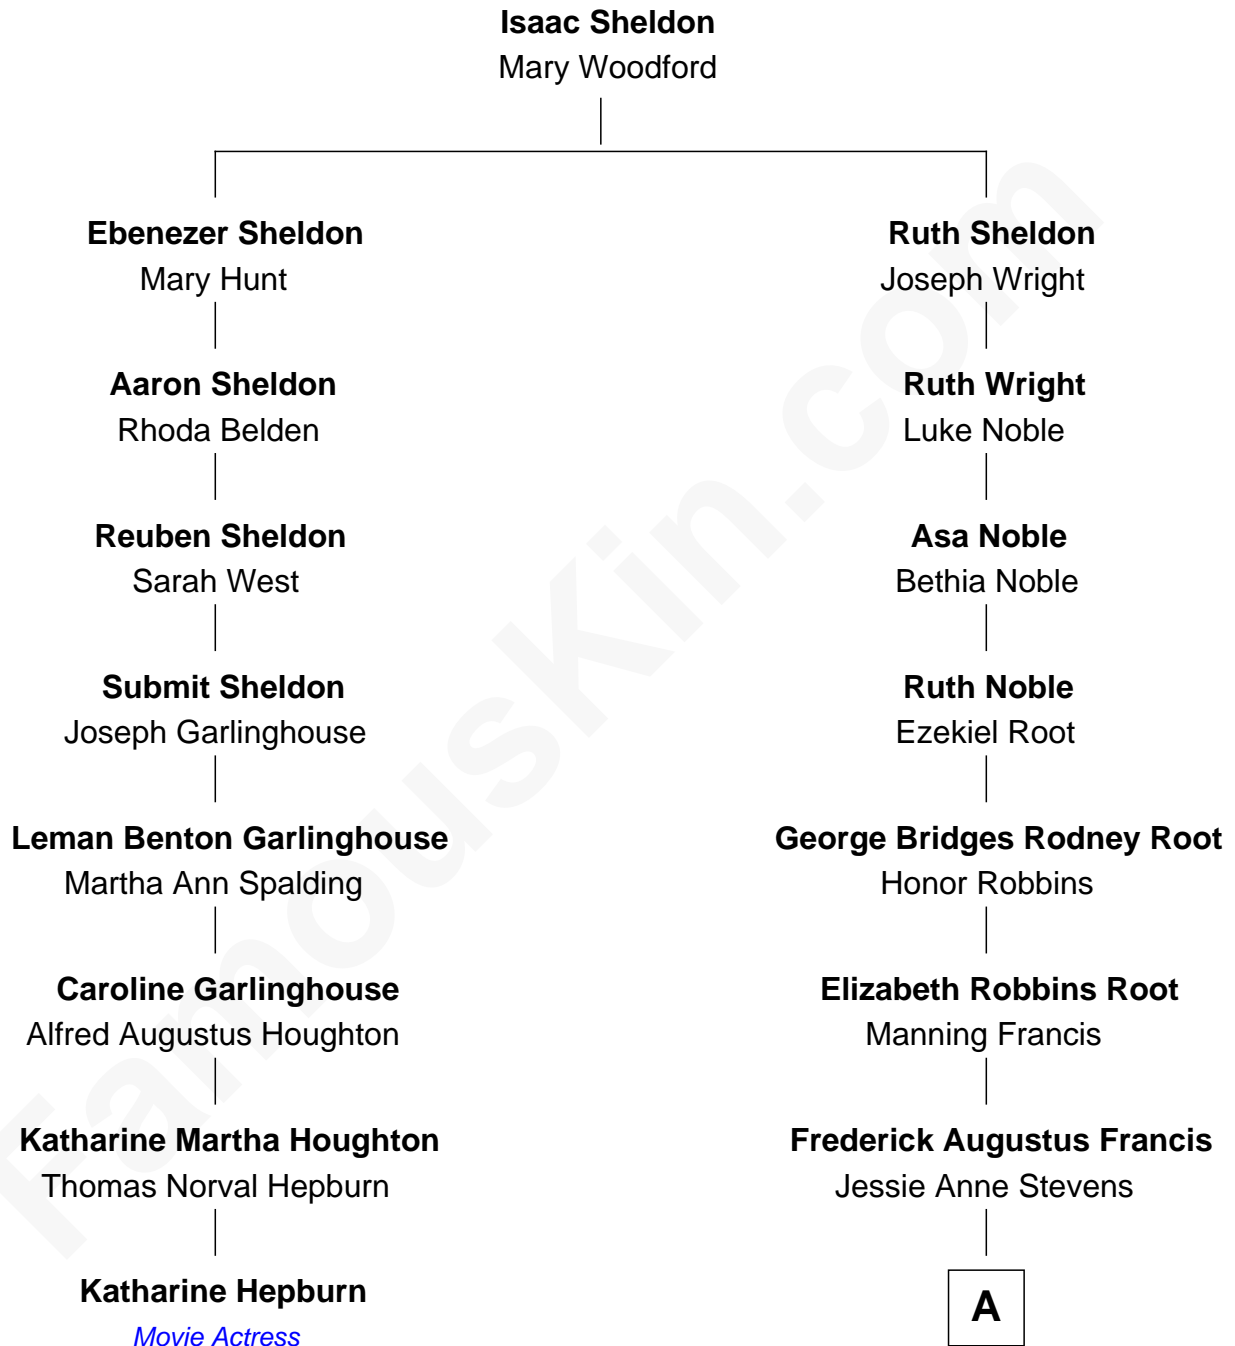 Isaac Sheldon
Mary Woodford
Ebenezer Sheldon
Mary Hunt
Ruth Sheldon
Joseph Wright
Aaron Sheldon
Rhoda Belden
Ruth Wright
Luke Noble
Reuben Sheldon
Sarah West
Asa Noble
Bethia Noble
Submit Sheldon
Joseph Garlinghouse
Ruth Noble
Ezekiel Root
Leman Benton Garlinghouse
Martha Ann Spalding
George Bridges Rodney Root
Honor Robbins
Caroline Garlinghouse
Alfred Augustus Houghton
Elizabeth Robbins Root
Manning Francis
Katharine Martha Houghton
Thomas Norval Hepburn
Frederick Augustus Francis
Jessie Anne Stevens
Katharine Hepburn
Movie Actress
A
FamousKin.com